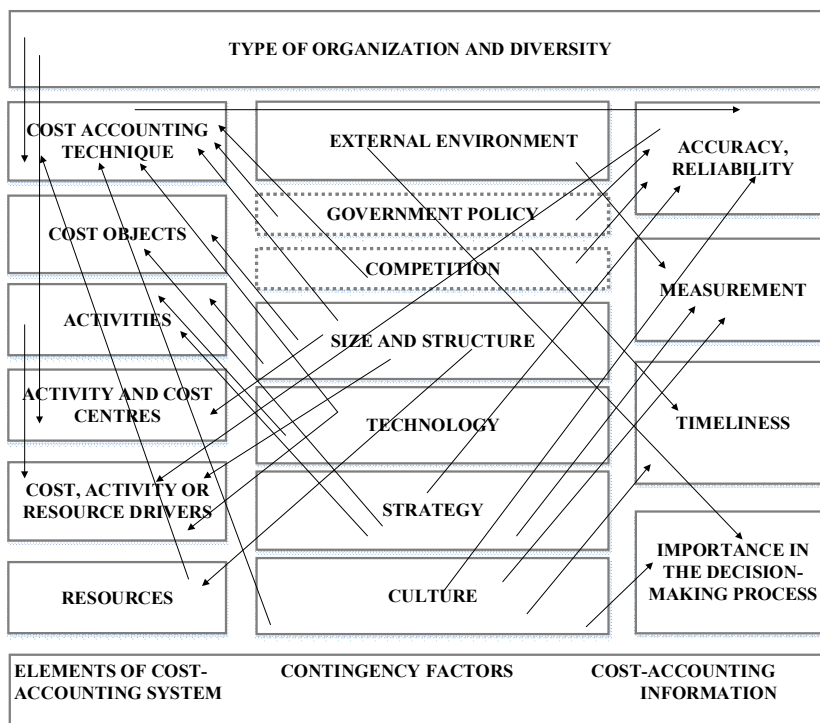 TYPE OF ORGANIZATION AND DIVERSITY
COST ACCOUNTING
TECHNIQUE
COST OBJECTS
ACTIVITIES
ACTIVITY AND COST
CENTRES
COST, ACTIVITY OR
RESOURCE DRIVERS
RESOURCES
EXTERNAL ENVIRONMENT
GOVERNMENT POLICY
COMPETITION
SIZE AND STRUCTURE
TECHNOLOGY
STRATEGY
CULTURE
ACCURACY,
RELIABILITY
MEASUREMENT
TIMELINESS
IMPORTANCE IN
THE DECISION-
MAKING PROCESS
ELEMENTS OF COST-
ACCOUNTING SYSTEM
CONTINGENCY FACTORS
COST-ACCOUNTING
INFORMATION